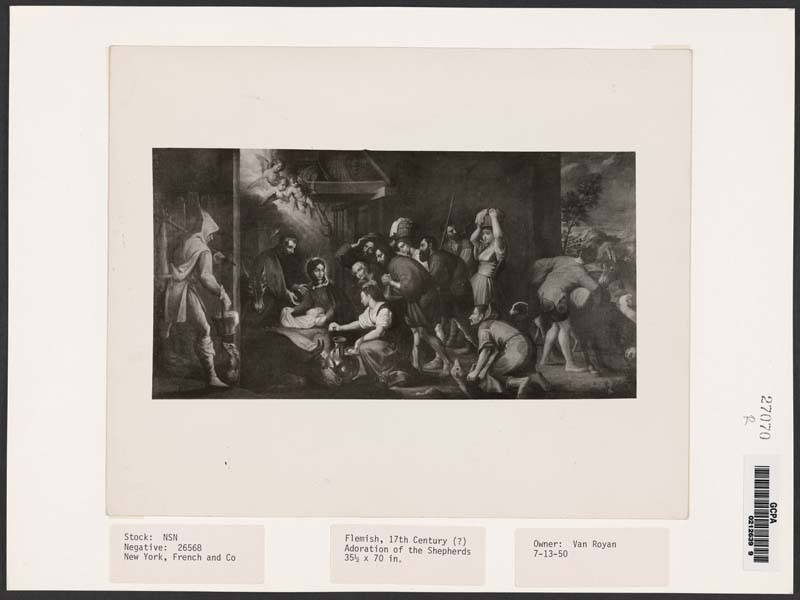 27070
R
GCPA
0212639 9
Stock: NSN
Negative: 26568
New York, French and Co
Flemish, 17th Century (?)
Adoration of the Shepherds
35½ x 70 in.
Owner: Van Royan
7-13-50